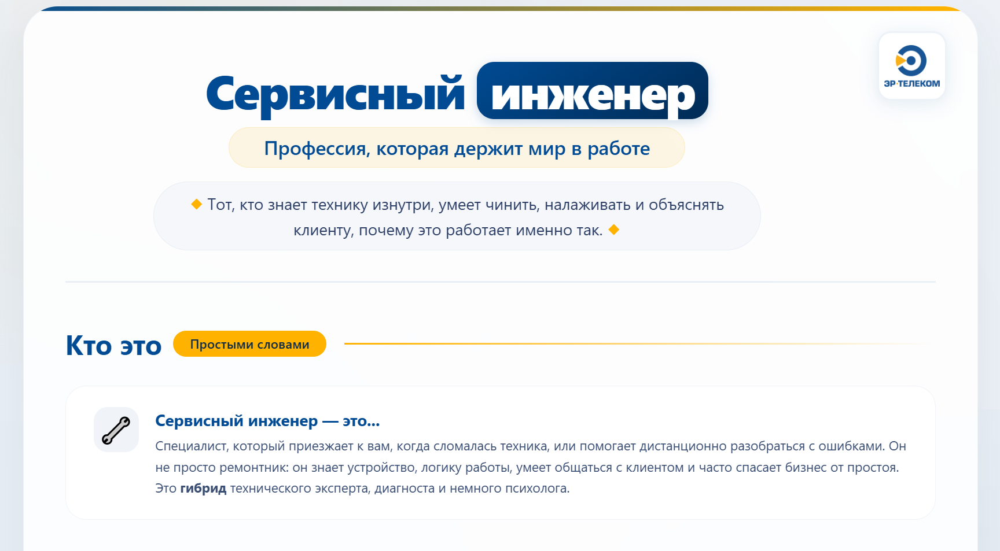 ЭР-ТЕЛЕКОМ
Сервисный инженер
Профессия, которая держит мир в работе
Тот, кто знает технику изнутри, умеет чинить, налаживать и объяснять
клиенту, почему это работает именно так.
Кто это Простыми словами
Сервисный инженер — это...
Специалист, который приезжает к вам, когда сломалась техника, или помогает дистанционно разобраться с ошибками. Он
не просто ремонтник: он знает устройство, логику работы, умеет общаться с клиентом и часто спасает бизнес от простоя.
Это гибрид технического эксперта, диагноста и немного психолога.